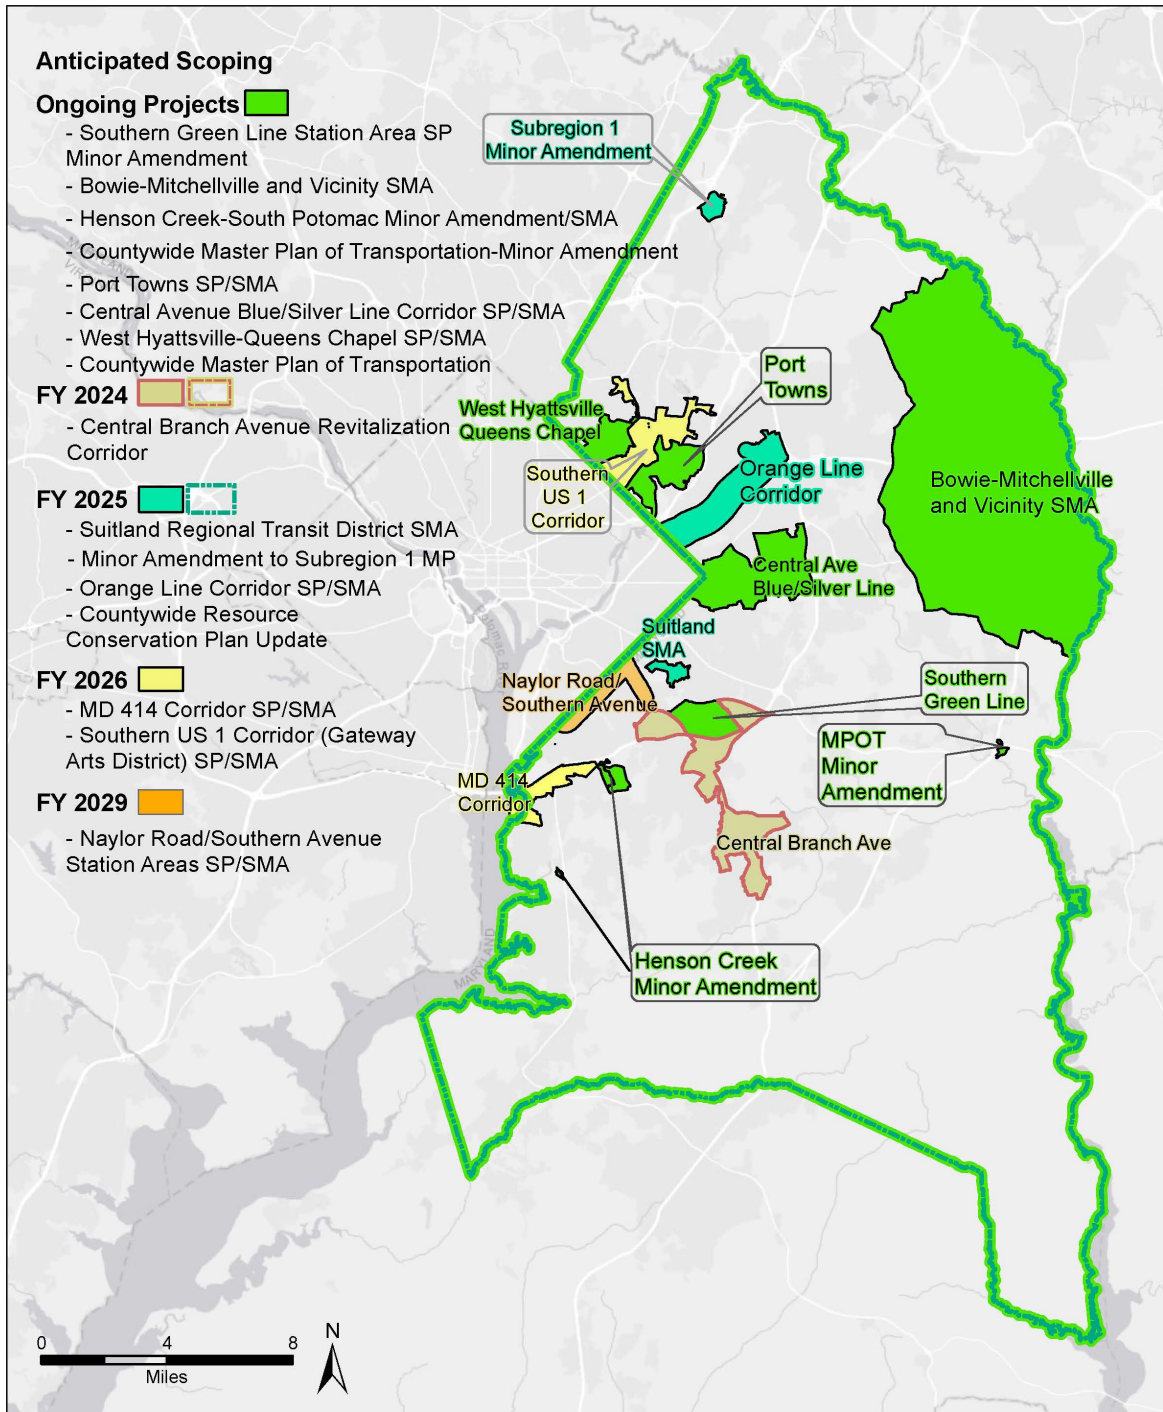 Anticipated Scoping
Ongoing Projects
- Southern Green Line Station Area SP
Minor Amendment
- Bowie-Mitchellville and Vicinity SMA
- Henson Creek-South Potomac Minor Amendment/SMA
- Countywide Master Plan of Transportation-Minor Amendment
- Port Towns SP/SMA
- Central Avenue Blue/Silver Line Corridor SP/SMA
- West Hyattsville-Queens Chapel SP/SMA
- Countywide Master Plan of Transportation
FY 2024
- Central Branch Avenue Revitalization
Corridor
FY 2025
- Suitland Regional Transit District SMA
- Minor Amendment to Subregion 1 MP
- Orange Line Corridor SP/SMA
- Countywide Resource
Conservation Plan Update
FY 2026
- MD 414 Corridor SP/SMA
- Southern US 1 Corridor (Gateway
Arts District) SP/SMA
FY 2029
- Naylor Road/Southern Avenue
Station Areas SP/SMA
Subregion 1
Minor Amendment
Port
Towns
West Hyattsville
Queens Chapel
Southern
US 1
Corridor
Orange Line
Corridor
Bowie-Mitchellville
and Vicinity SMA
Central Ave
Blue/Silver Line
Suitland
SMA
Naylor Road/
Southern Avenue
Southern
Green Line
MPOT
Minor
Amendment
MD 414
Corridor
Central Branch Ave
Henson Creek
Minor Amendment
MARYLAND
0 4 8
Miles
N